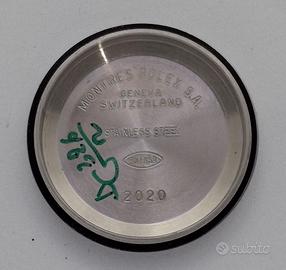 MONTRES ROLEX S.A.
GENEVA
SWITZERLAND
STAINLESS STEEL
2020
subito